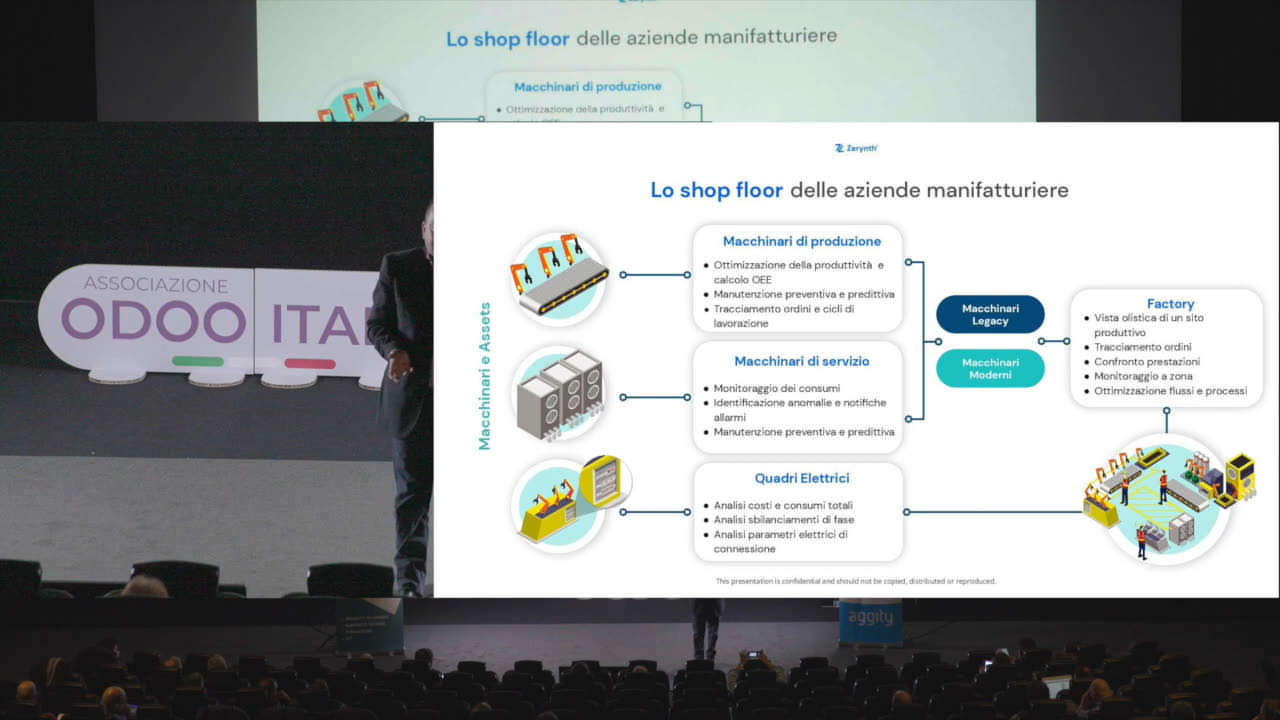 Lo shop floor delle aziende manifatturiere
Macchinari di produzione
Ottimizzazione della produttività e
Zerynth
Lo shop floor delle aziende manifatturiere
Macchinari e Assets
Macchinari di produzione
• Ottimizzazione della produttività e
calcolo OEE
• Manutenzione preventiva e predittiva
• Tracciamento ordini e cicli di
lavorazione
Macchinari di servizio
• Monitoraggio dei consumi
• Identificazione anomalie e notifiche
allarmi
• Manutenzione preventiva e predittiva
Quadri Elettrici
• Analisi costi e consumi totali
• Analisi sbilanciamenti di fase
• Analisi parametri elettrici di
connessione
Macchinari
Legacy
Macchinari
Moderni
Factory
• Vista olistica di un sito
produttivo
• Tracciamento ordini
• Confronto prestazioni
• Monitoraggio a zona
• Ottimizzazione flussi e processi
This presentation is confidential and should not be copied, distributed or reproduced.
ASSOCIAZIONE
ODOO ITA
aggity